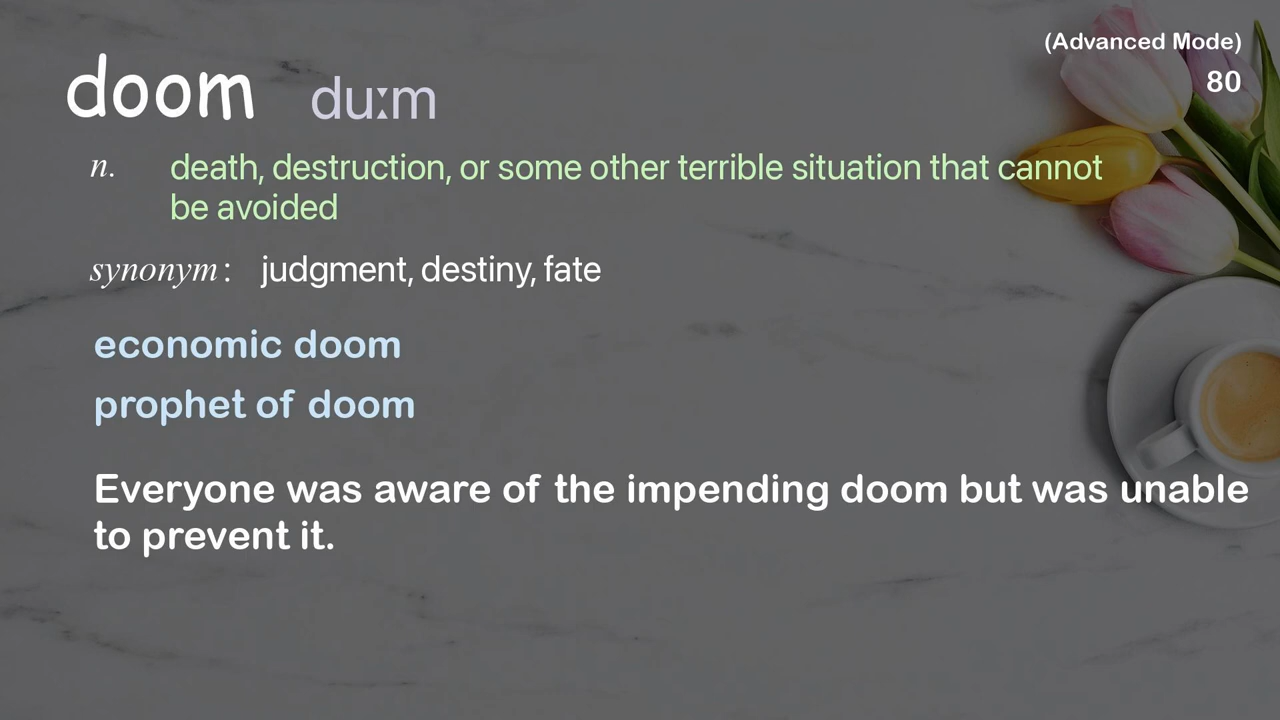 (Advanced Mode)
80
doom duːm
n. death, destruction, or some other terrible situation that cannot
be avoided
synonym: judgment, destiny, fate
economic doom
prophet of doom
Everyone was aware of the impending doom but was unable
to prevent it.